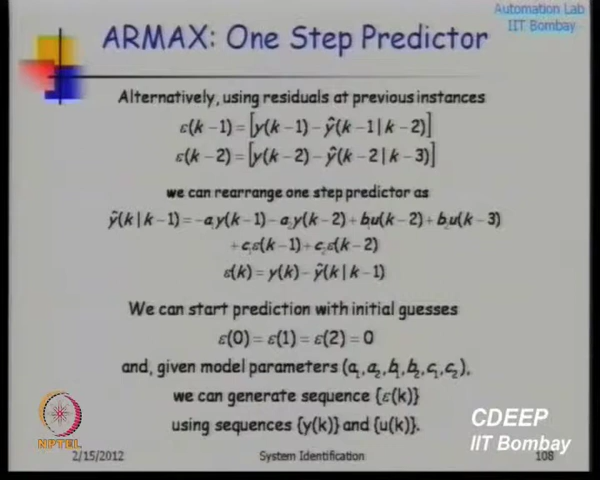 Automation Lab
IIT Bombay
ARMAX: One Step Predictor
Alternatively, using residuals at previous instances
ε(k−1) = [y(k−1) − ŷ(k−1|k−2)]
ε(k−2) = [y(k−2) − ŷ(k−2|k−3)]
we can rearrange one step predictor as
ŷ(k|k−1) = −a₁y(k−1) − a₂y(k−2) + b₁u(k−2) + b₂u(k−3)
+ c₁ε(k−1) + c₂ε(k−2)
ε(k) = y(k) − ŷ(k|k−1)
We can start prediction with initial guesses
ε(0) = ε(1) = ε(2) = 0
and, given model parameters (a₁,a₂,b₁,b₂,c₁,c₂),
we can generate sequence {ε(k)}
using sequences {y(k)} and {u(k)}.
NPTEL
CDEEP
IIT Bombay
2/15/2012
System Identification
108